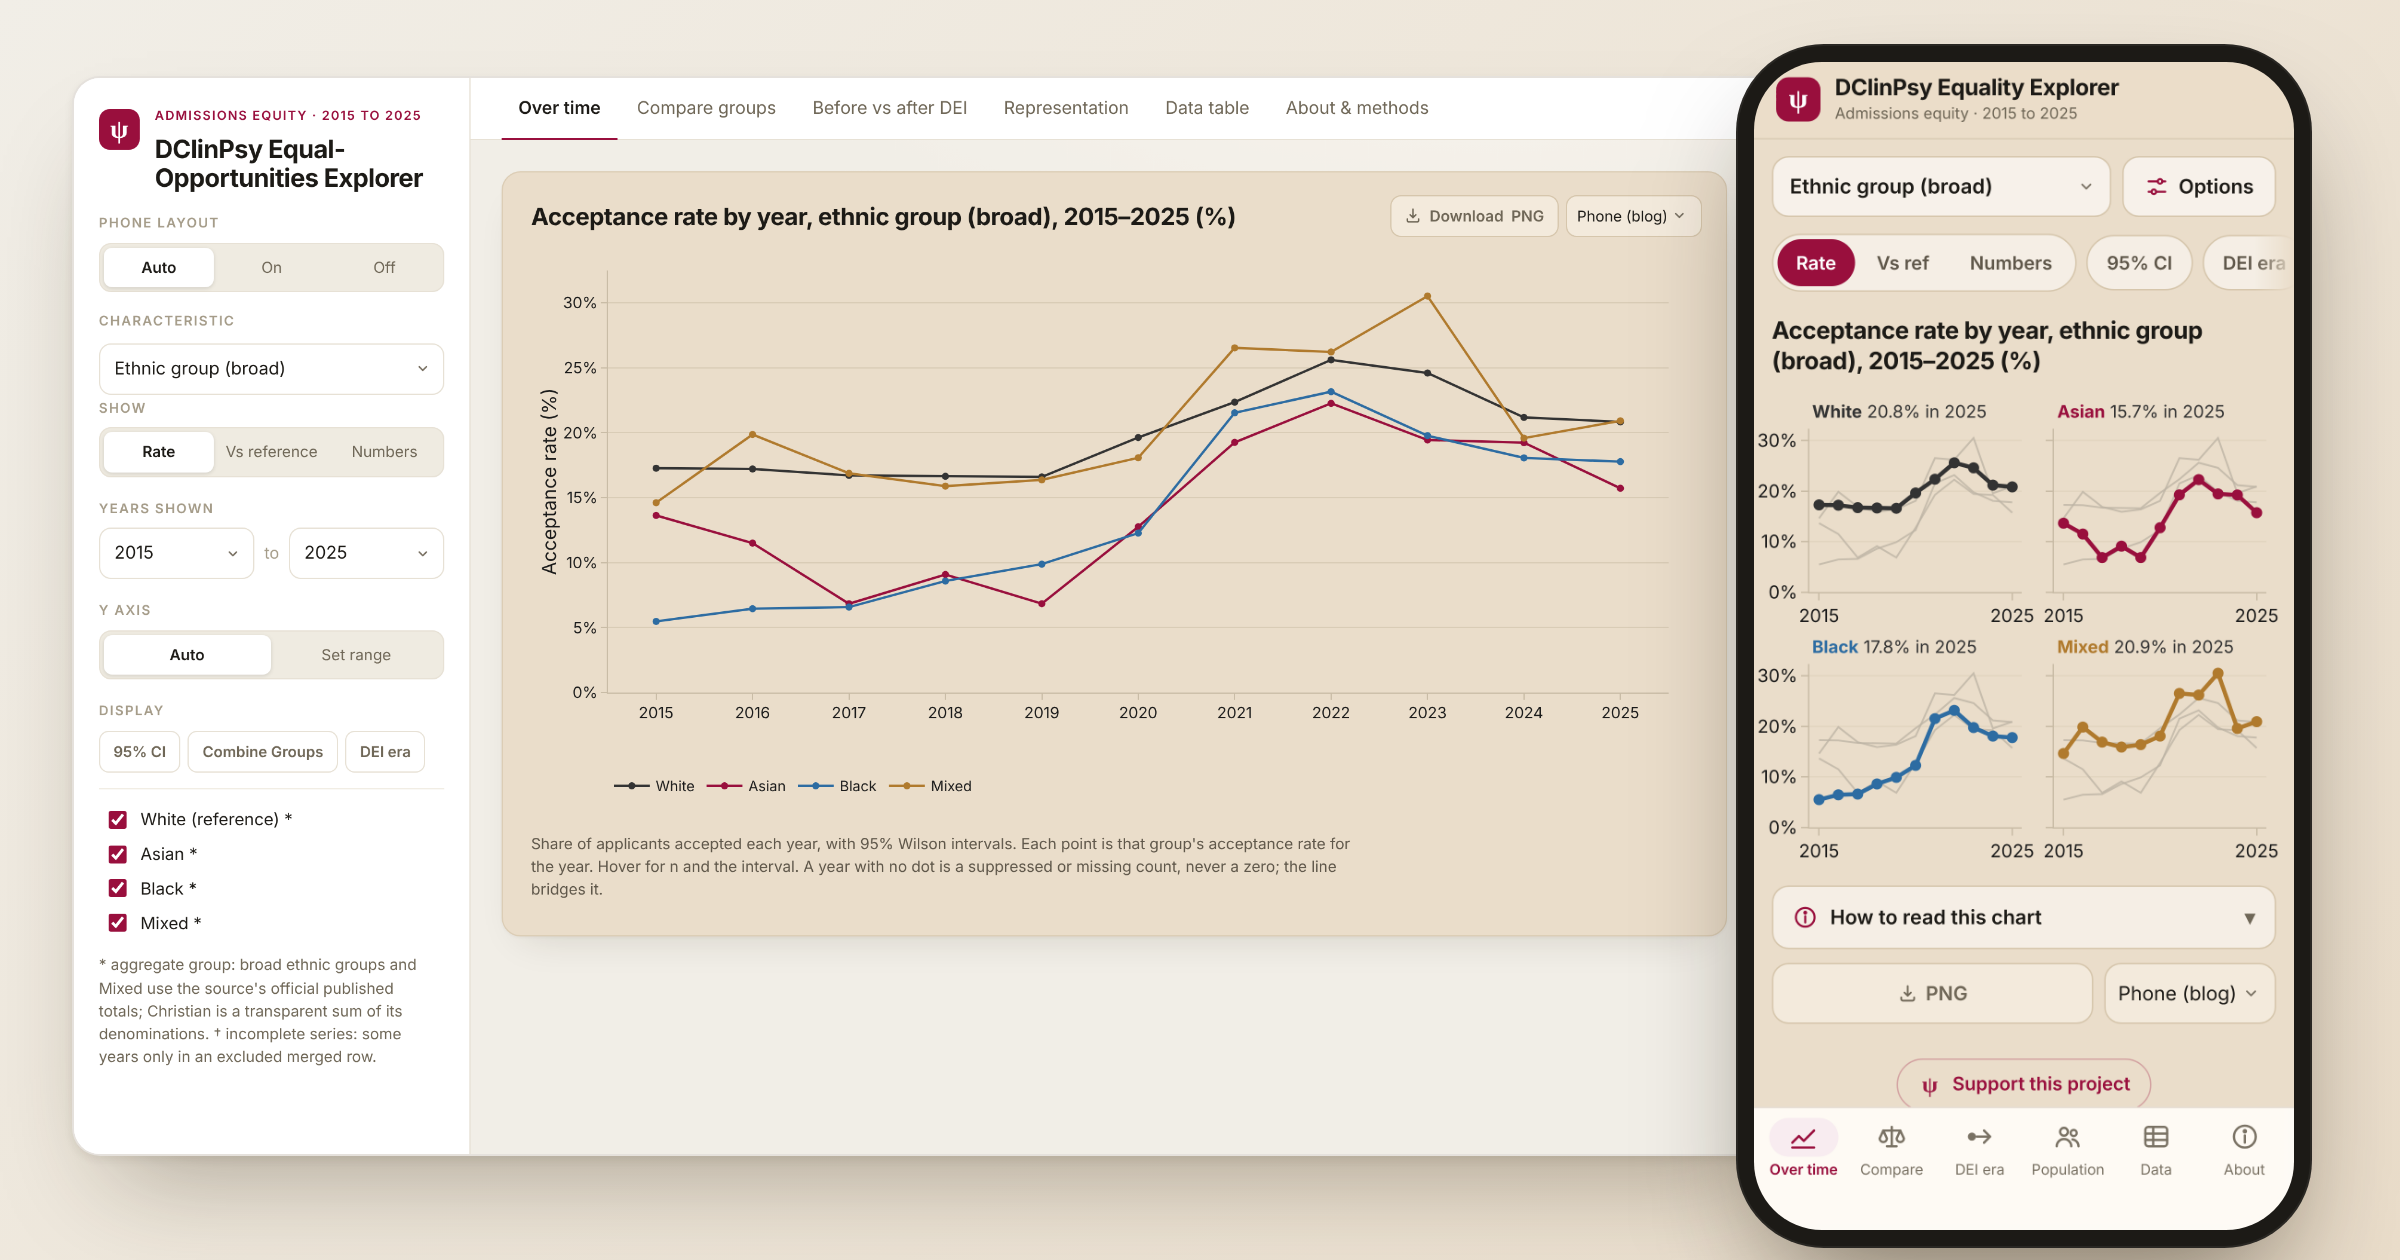 ψ
ADMISSIONS EQUITY · 2015 TO 2025
DClinPsy Equal-
Opportunities Explorer
PHONE LAYOUT
Auto
On
Off
CHARACTERISTIC
Ethnic group (broad)
SHOW
Rate
Vs reference
Numbers
YEARS SHOWN
2015
to
2025
Y AXIS
Auto
Set range
DISPLAY
95% CI
Combine Groups
DEI era
White (reference) *
Asian *
Black *
Mixed *
* aggregate group: broad ethnic groups and
Mixed use the source's official published
totals; Christian is a transparent sum of its
denominations. † incomplete series: some
years only in an excluded merged row.
Over time
Compare groups
Before vs after DEI
Representation
Data table
About & methods
Acceptance rate by year, ethnic group (broad), 2015–2025 (%)
Download PNG
Phone (blog)
Acceptance rate (%)
30%
25%
20%
15%
10%
5%
0%
2015
2016
2017
2018
2019
2020
2021
2022
2023
2024
2025
White
Asian
Black
Mixed
Share of applicants accepted each year, with 95% Wilson intervals. Each point is that group's acceptance rate for
the year. Hover for n and the interval. A year with no dot is a suppressed or missing count, never a zero; the line
bridges it.
ψ
DClinPsy Equality Explorer
Admissions equity · 2015 to 2025
Ethnic group (broad)
Options
Rate
Vs ref
Numbers
95% CI
DEI era
Acceptance rate by year, ethnic group
(broad), 2015–2025 (%)
White 20.8% in 2025
Asian 15.7% in 2025
30%
20%
10%
0%
2015
2025
2015
2025
Black 17.8% in 2025
Mixed 20.9% in 2025
30%
20%
10%
0%
2015
2025
2015
2025
How to read this chart
PNG
Phone (blog)
ψ Support this project
Over time
Compare
DEI era
Population
Data
About